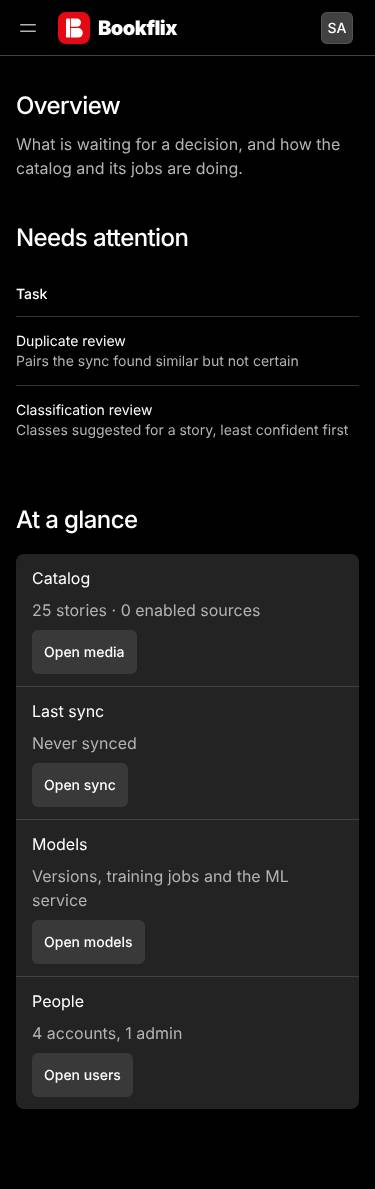 Bookflix
SA
Overview
What is waiting for a decision, and how the
catalog and its jobs are doing.
Needs attention
Task
Duplicate review
Pairs the sync found similar but not certain
Classification review
Classes suggested for a story, least confident first
At a glance
Catalog
25 stories · 0 enabled sources
Open media
Last sync
Never synced
Open sync
Models
Versions, training jobs and the ML
service
Open models
People
4 accounts, 1 admin
Open users